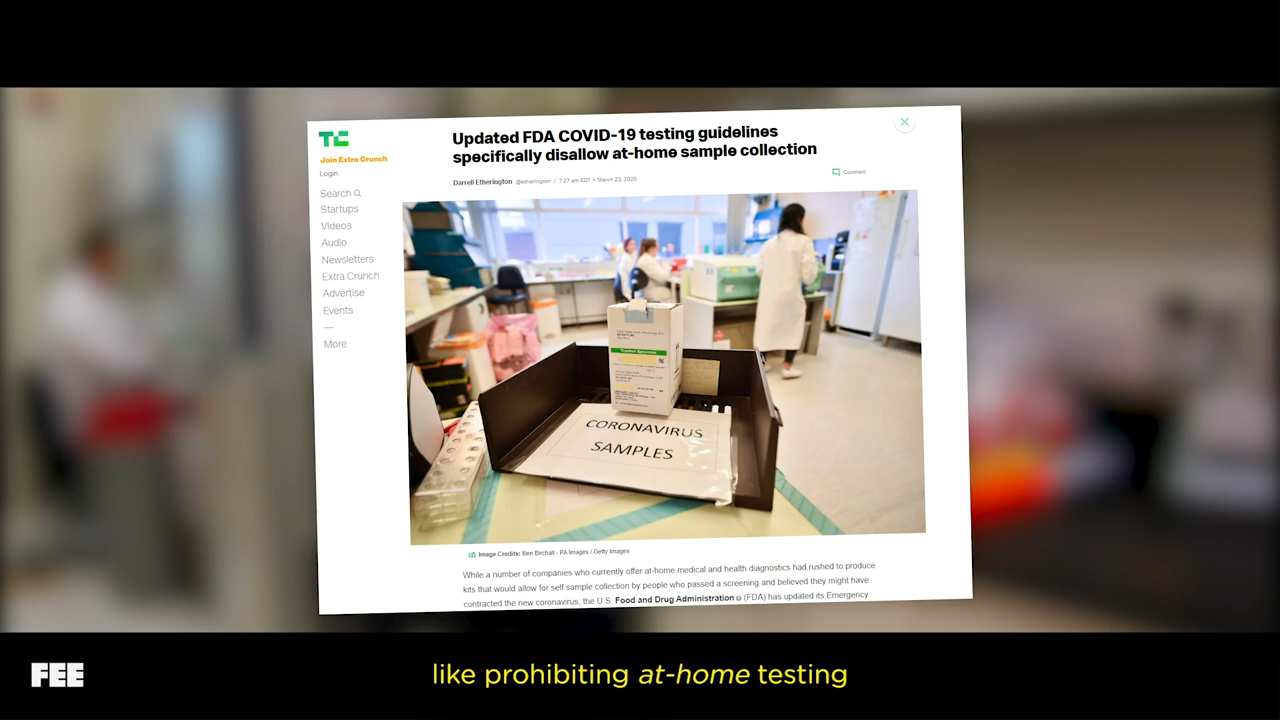 TC
Join Extra Crunch
Login
Search
Startups
Videos
Audio
Newsletters
Extra Crunch
Advertise
Events
—
More
Updated FDA COVID-19 testing guidelines
specifically disallow at-home sample collection
Darrell Etherington @etherington / 7:27 am EDT • March 23, 2020
Comment
CORONAVIRUS
SAMPLES
Image Credits: Ben Birchall - PA Images / Getty Images
While a number of companies who currently offer at-home medical and health diagnostics had rushed to produce
kits that would allow for self sample collection by people who passed a screening and believed they might have
contracted the new coronavirus, the U.S. Food and Drug Administration (FDA) has updated its Emergency
FEE
like prohibiting at-home testing